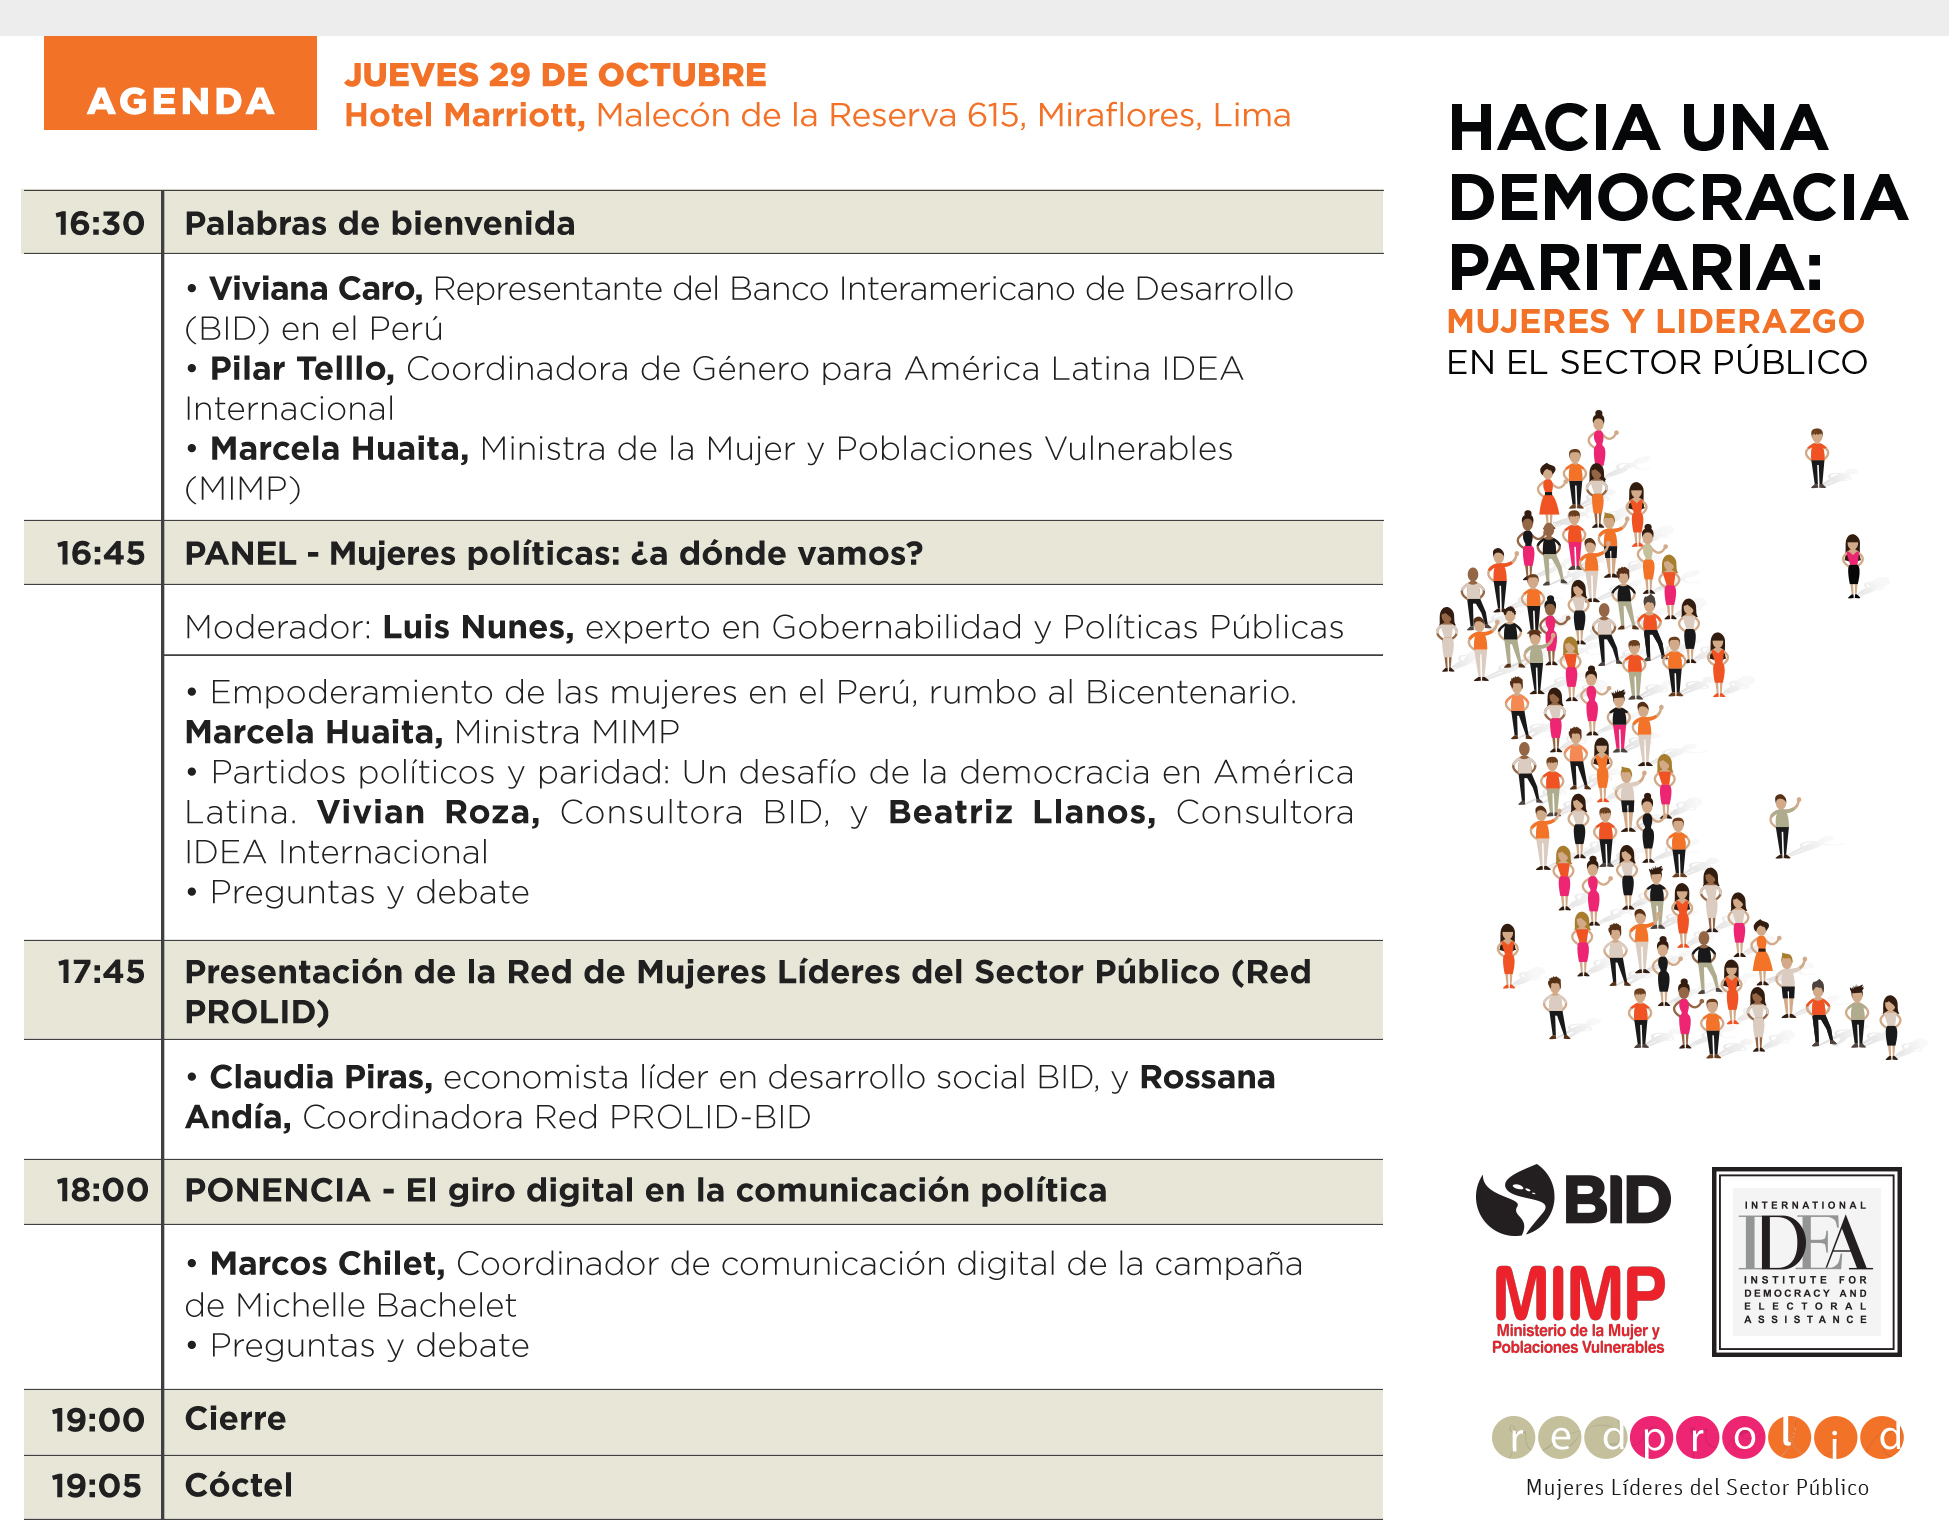 AGENDA
JUEVES 29 DE OCTUBRE
Hotel Marriott, Malecón de la Reserva 615, Miraflores, Lima
16:30 Palabras de bienvenida
• Viviana Caro, Representante del Banco Interamericano de Desarrollo
(BID) en el Perú
• Pilar Telllo, Coordinadora de Género para América Latina IDEA
Internacional
• Marcela Huaita, Ministra de la Mujer y Poblaciones Vulnerables
(MIMP)
16:45 PANEL - Mujeres políticas: ¿a dónde vamos?
Moderador: Luis Nunes, experto en Gobernabilidad y Políticas Públicas
• Empoderamiento de las mujeres en el Perú, rumbo al Bicentenario.
Marcela Huaita, Ministra MIMP
• Partidos políticos y paridad: Un desafío de la democracia en América
Latina. Vivian Roza, Consultora BID, y Beatriz Llanos, Consultora
IDEA Internacional
• Preguntas y debate
17:45 Presentación de la Red de Mujeres Líderes del Sector Público (Red
PROLID)
• Claudia Piras, economista líder en desarrollo social BID, y Rossana
Andía, Coordinadora Red PROLID-BID
18:00 PONENCIA - El giro digital en la comunicación política
• Marcos Chilet, Coordinador de comunicación digital de la campaña
de Michelle Bachelet
• Preguntas y debate
19:00 Cierre
19:05 Cóctel
HACIA UNA
DEMOCRACIA
PARITARIA:
MUJERES Y LIDERAZGO
EN EL SECTOR PÚBLICO
BID
MIMP
Ministerio de la Mujer y
Poblaciones Vulnerables
INTERNATIONAL
IDEA
INSTITUTE FOR
DEMOCRACY AND
ELECTORAL
ASSISTANCE
redprolid
Mujeres Líderes del Sector Público